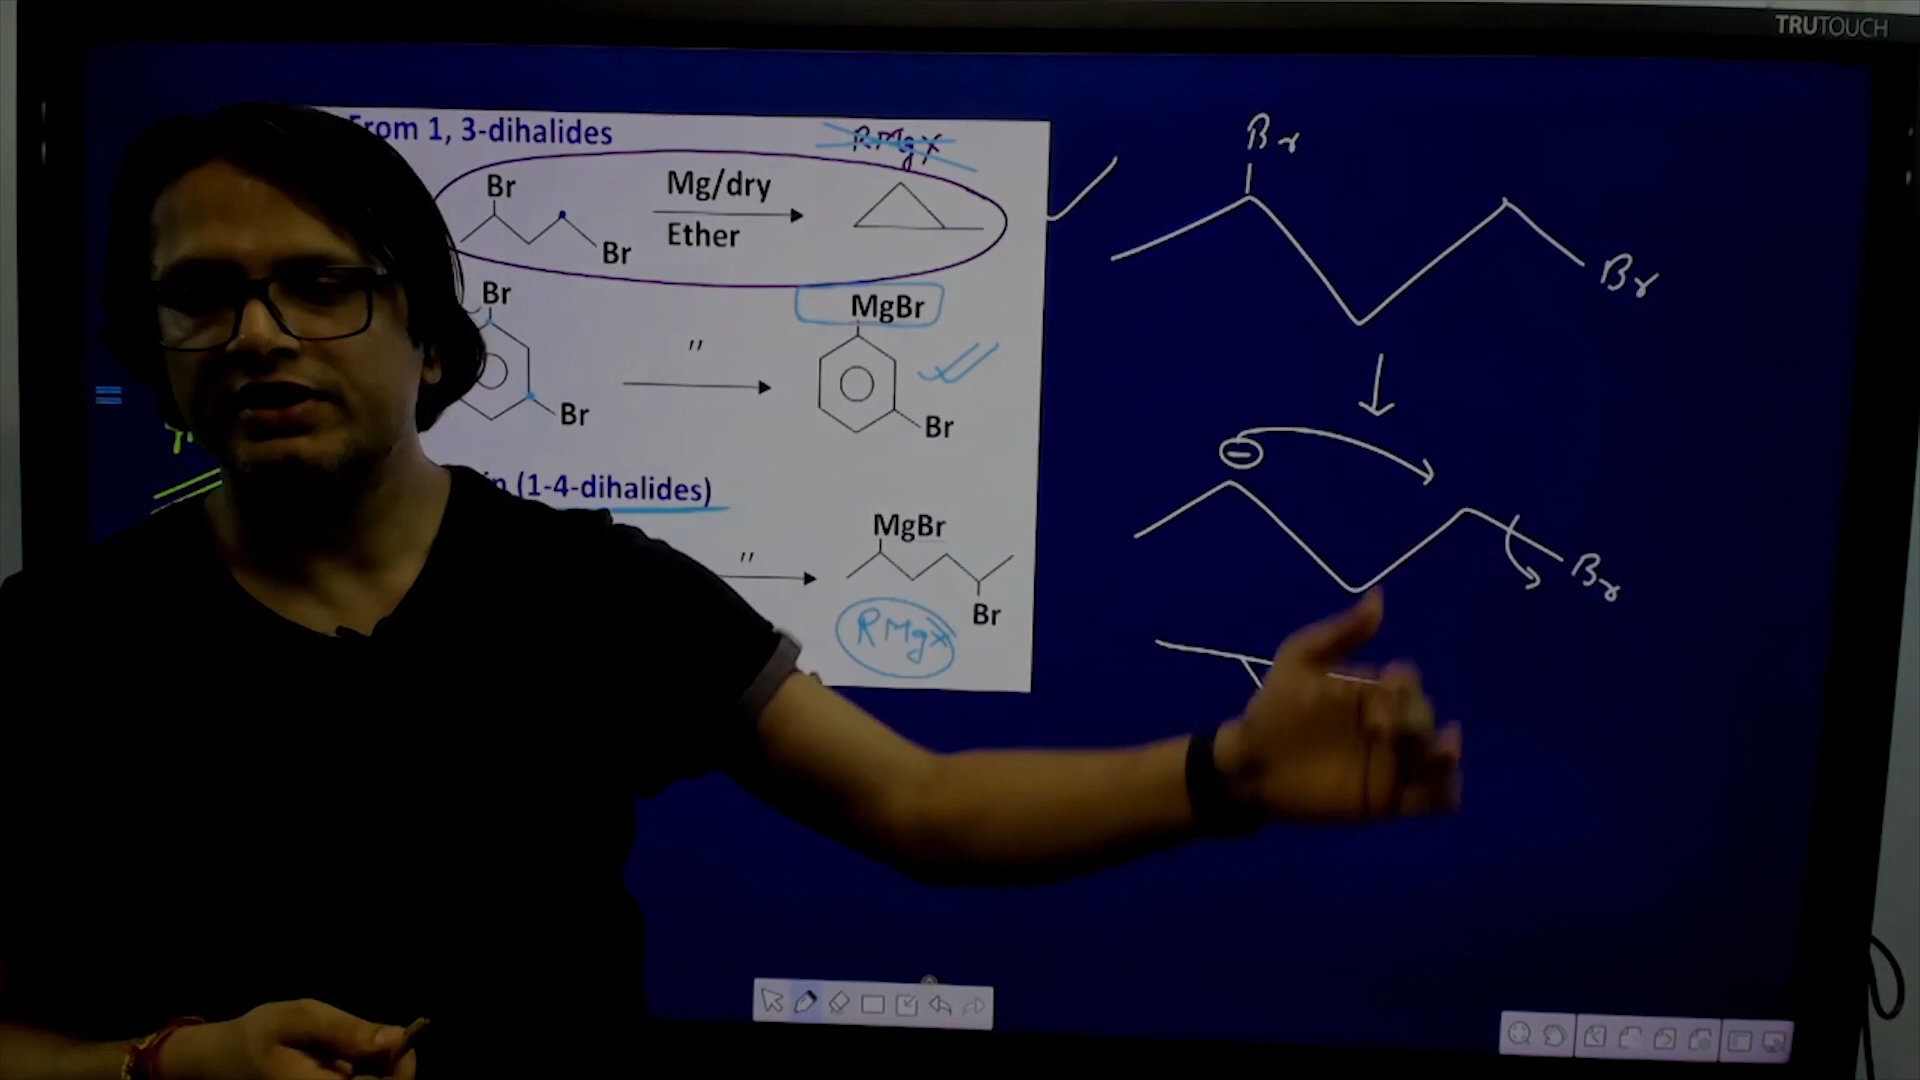 TRUTOUCH
From 1, 3-dihalides
RMgX
Br
Mg/dry
Ether
Br
Br
"
MgBr
Br
Br
(1-4-dihalides)
"
MgBr
Br
RMgX
Br
Br
⊖
Br